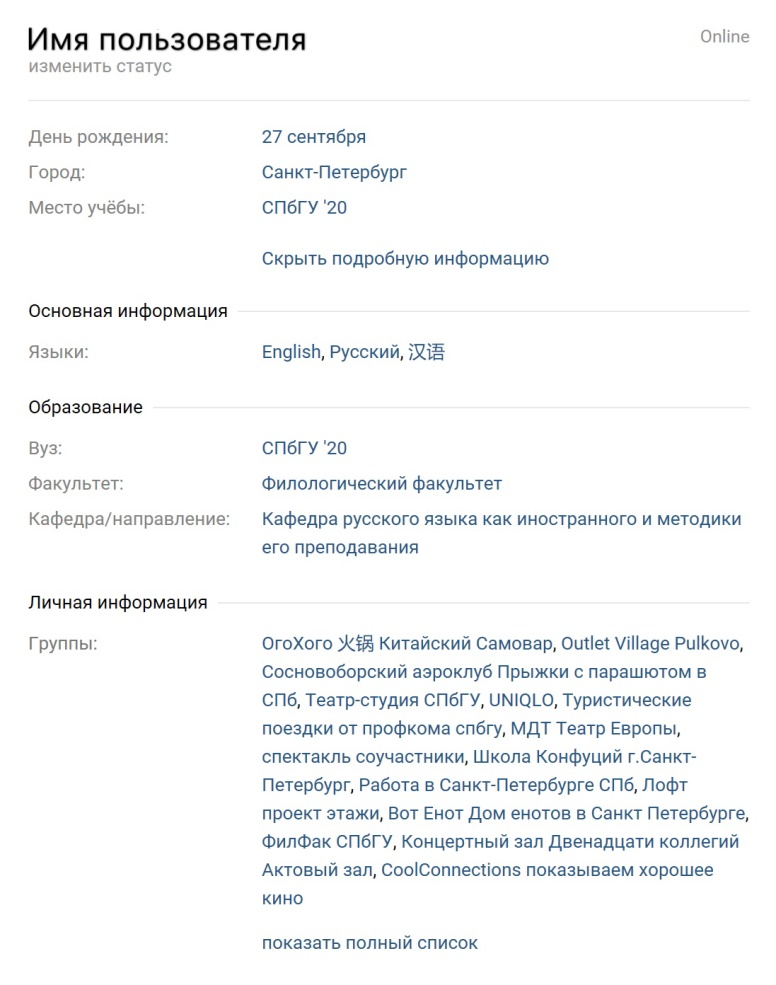 Имя пользователя
Online
изменить статус
День рождения: 27 сентября
Город: Санкт-Петербург
Место учёбы: СПбГУ '20
Скрыть подробную информацию
Основная информация
Языки: English, Русский, 汉语
Образование
Вуз: СПбГУ '20
Факультет: Филологический факультет
Кафедра/направление: Кафедра русского языка как иностранного и методики
его преподавания
Личная информация
Группы: ОгоХого 火锅 Китайский Самовар, Outlet Village Pulkovo,
Сосновоборский аэроклуб Прыжки с парашютом в
СПб, Театр-студия СПбГУ, UNIQLO, Туристические
поездки от профкома спбгу, МДТ Театр Европы,
спектакль соучастники, Школа Конфуций г.Санкт-
Петербург, Работа в Санкт-Петербурге СПб, Лофт
проект этажи, Вот Енот Дом енотов в Санкт Петербурге,
ФилФак СПбГУ, Концертный зал Двенадцати коллегий
Актовый зал, CoolConnections показываем хорошее
кино
показать полный список